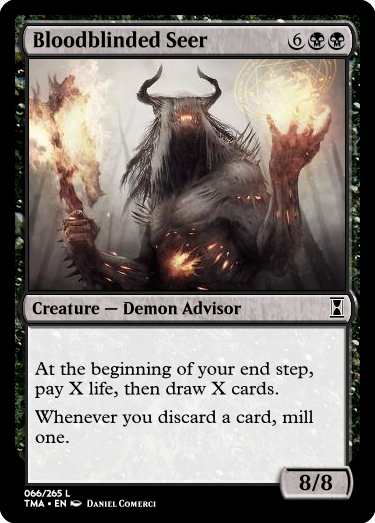 Bloodblinded Seer 6
Creature — Demon Advisor
At the beginning of your end step,
pay X life, then draw X cards.
Whenever you discard a card, mill
one.
8/8
066/265 L
TMA • EN DANIEL COMERCI